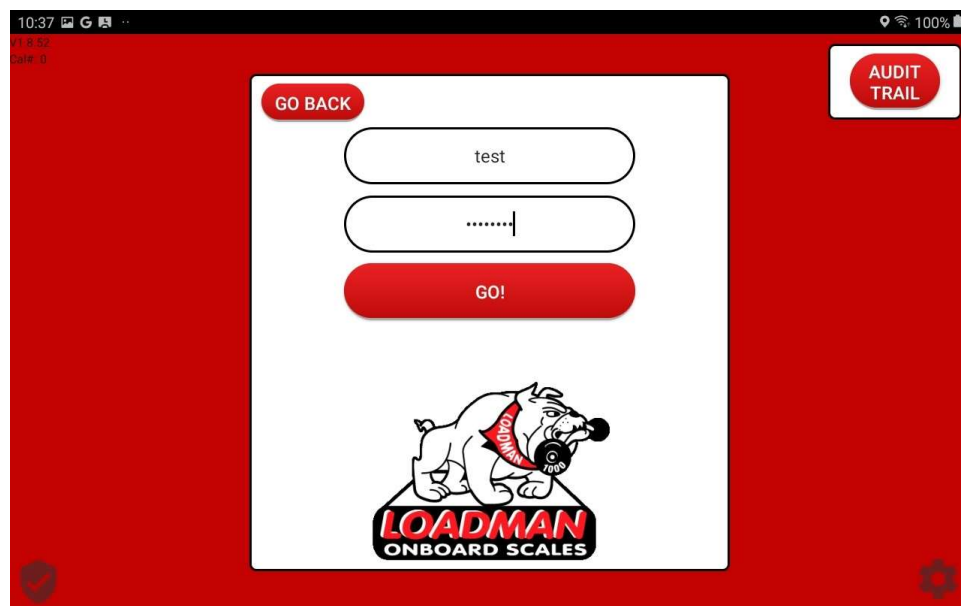 10:37 G 100%
V1.8.52
Cal#: 0
AUDIT
TRAIL
GO BACK
test
••••••••
GO!
LOADMAN
1000
LOADMAN
ONBOARD SCALES